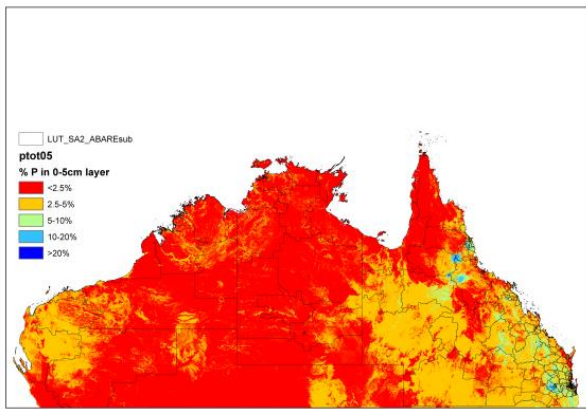 LUT_SA2_ABAREsub
ptot05
% P in 0-5cm layer
<2.5%
2.5-5%
5-10%
10-20%
>20%